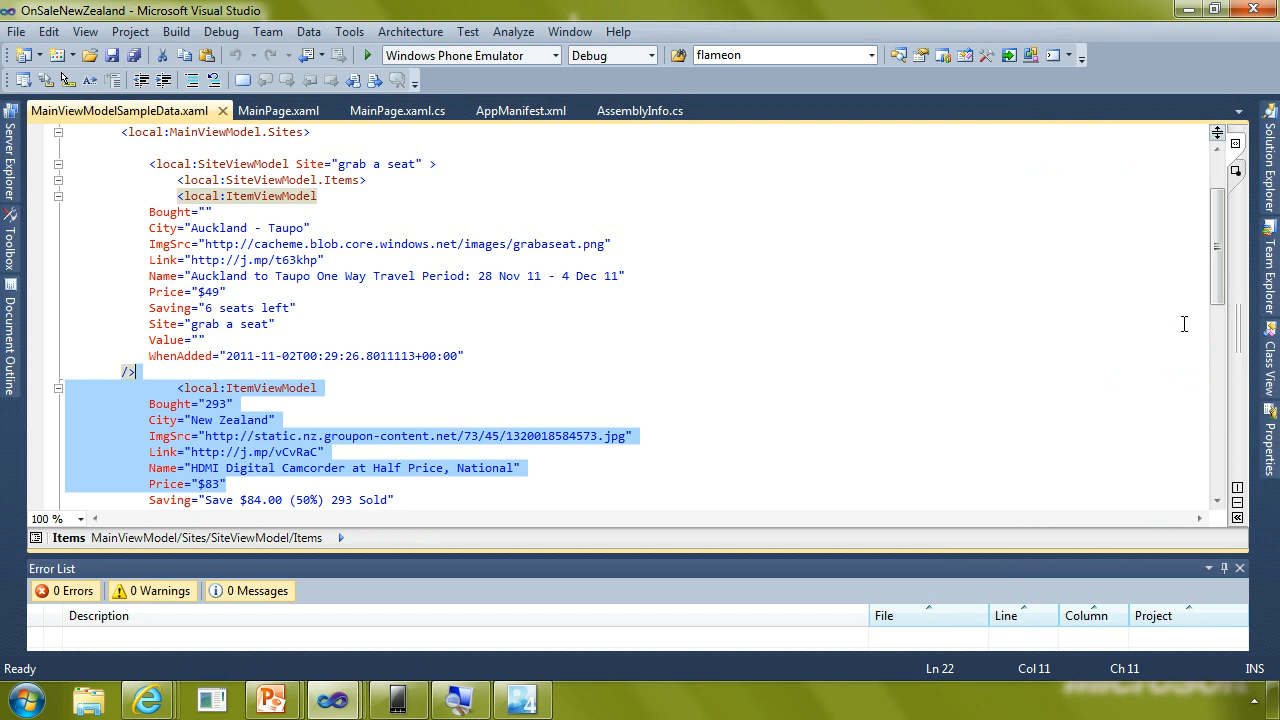 OnSaleNewZealand - Microsoft Visual Studio
File Edit View Project Build Debug Team Data Tools Architecture Test Analyze Window Help
Windows Phone Emulator Debug flameon
MainViewModelSampleData.xaml MainPage.xaml MainPage.xaml.cs AppManifest.xml AssemblyInfo.cs
Server Explorer
Toolbox
Document Outline
<local:MainViewModel.Sites>
<local:SiteViewModel Site="grab a seat" >
<local:SiteViewModel.Items>
<local:ItemViewModel
Bought=""
City="Auckland - Taupo"
ImgSrc="http://cacheme.blob.core.windows.net/images/grabaseat.png"
Link="http://j.mp/t63khp"
Name="Auckland to Taupo One Way Travel Period: 28 Nov 11 - 4 Dec 11"
Price="$49"
Saving="6 seats left"
Site="grab a seat"
Value=""
WhenAdded="2011-11-02T00:29:26.8011113+00:00"
/>
<local:ItemViewModel
Bought="293"
City="New Zealand"
ImgSrc="http://static.nz.groupon-content.net/73/45/1320018584573.jpg"
Link="http://j.mp/vCvRaC"
Name="HDMI Digital Camcorder at Half Price, National"
Price="$83"
Saving="Save $84.00 (50%) 293 Sold"
Solution Explorer
Team Explorer
Class View
Properties
100 %
Items MainViewModel/Sites/SiteViewModel/Items
Error List
0 Errors 0 Warnings 0 Messages
Description File Line Column Project
Ready Ln 22 Col 11 Ch 11 INS